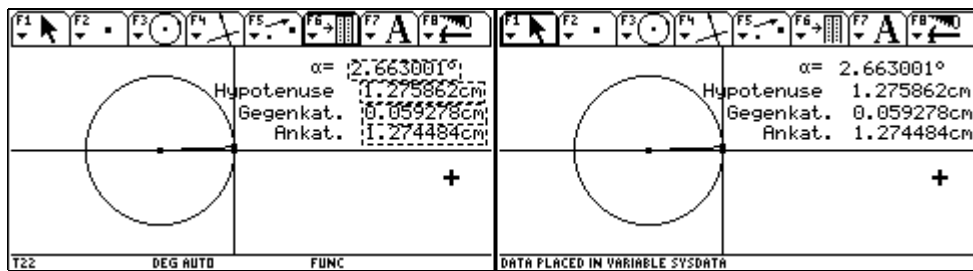 F1 F2 F3 F4 F5 F6 F7 A F8
α= 2.663001°
Hypotenuse 1.275862cm
Gegenkat. 0.059278cm
Ankat. 1.274484cm
T22 DEG AUTO FUNC
F1 F2 F3 F4 F5 F6 F7 A F8
α= 2.663001°
Hypotenuse 1.275862cm
Gegenkat. 0.059278cm
Ankat. 1.274484cm
DATA PLACED IN VARIABLE SYSDATA